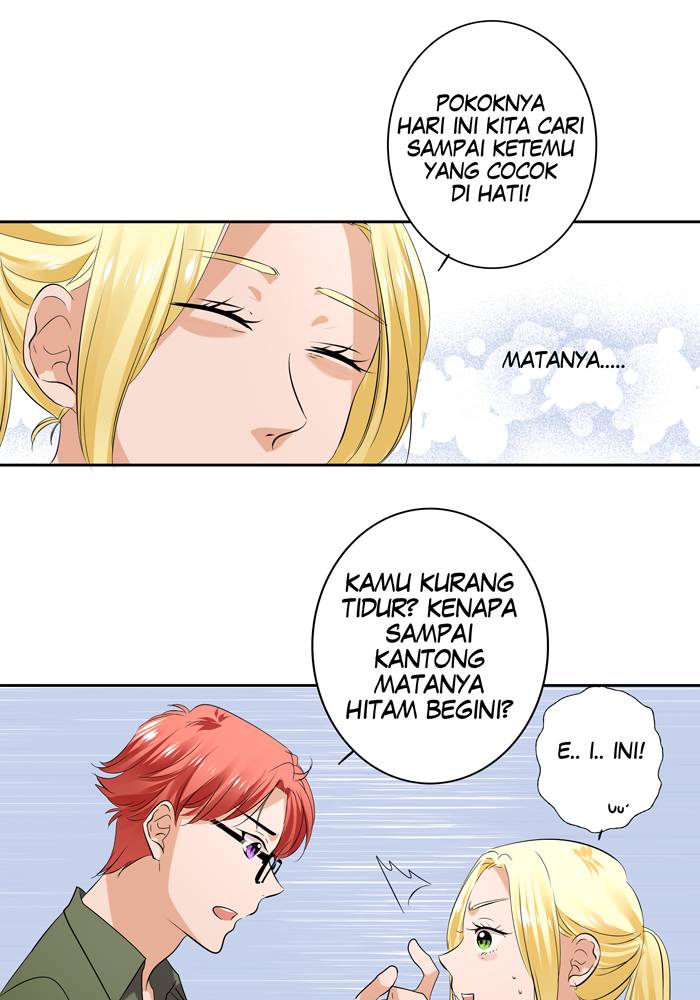 POKOKNYA
HARI INI KITA CARI
SAMPAI KETEMU
YANG COCOK
DI HATI!
MATANYA.....
KAMU KURANG
TIDUR? KENAPA
SAMPAI
KANTONG
MATANYA
HITAM BEGINI?
E.. I.. INI!